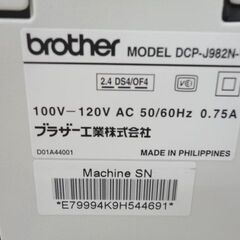 brother MODEL DCP-J982N-
2.4 DS4/OF4
100V-120V AC 50/60Hz 0.75A
ブラザー工業株式会社
D01A44001
MADE IN PHILIPPINES
Machine SN
*E79994K9H544691*